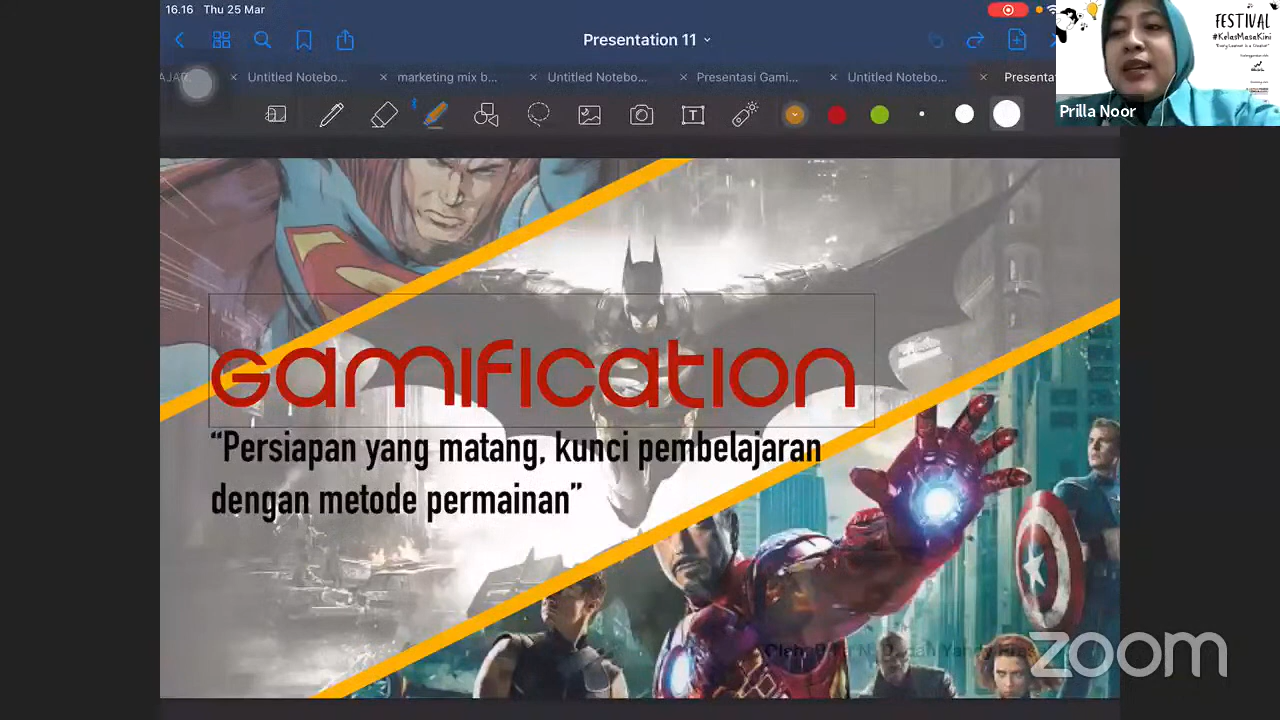 16.16 Thu 25 Mar
Presentation 11
Untitled Notebo...
marketing mix b...
Untitled Notebo...
Presentasi Gami...
Untitled Notebo...
Presenta
T
FESTIVAL
#KelasMasaKini
Prilla Noor
Gamification
“Persiapan yang matang, kunci pembelajaran
dengan metode permainan”
Oleh:
zoom